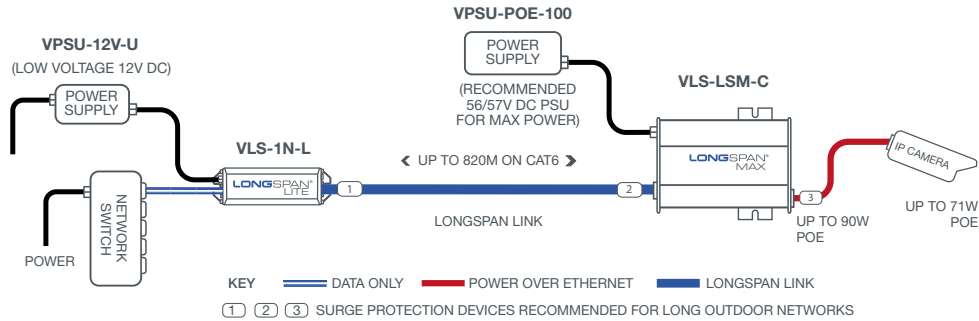 VPSU-12V-U
(LOW VOLTAGE 12V DC)
POWER
SUPPLY
VPSU-POE-100
POWER
SUPPLY
(RECOMMENDED
56/57V DC PSU
FOR MAX POWER)
VLS-LSM-C
VLS-1N-L
LONGSPAN®
LITE
NETWORK
SWITCH
POWER
1
UP TO 820M ON CAT6
2
LONGSPAN LINK
LONGSPAN®
MAX
3
IP CAMERA
UP TO 90W
POE
UP TO 71W
POE
KEY
DATA ONLY
POWER OVER ETHERNET
LONGSPAN LINK
1 2 3 SURGE PROTECTION DEVICES RECOMMENDED FOR LONG OUTDOOR NETWORKS